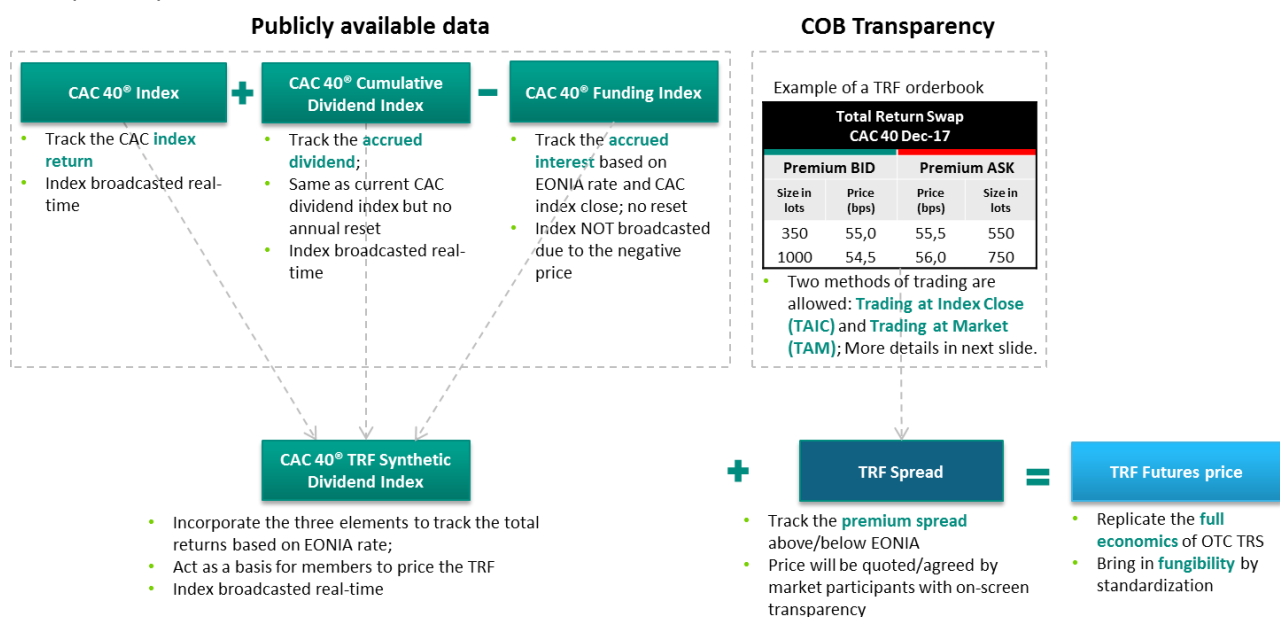 Publicly available data
CAC 40® Index
+
CAC 40® Cumulative
Dividend Index
-
CAC 40® Funding Index
• Track the CAC index
return
• Index broadcasted real-
time
• Track the accrued
dividend;
• Same as current CAC
dividend index but no
annual reset
• Index broadcasted real-
time
• Track the accrued
interest based on
EONIA rate and CAC
index close; no reset
• Index NOT broadcasted
due to the negative
price
COB Transparency
Example of a TRF orderbook
Total Return Swap
CAC 40 Dec-17
Premium BID Premium ASK
Size in lots Price (bps) Price (bps) Size in lots
350 55,0 55,5 550
1000 54,5 56,0 750
• Two methods of trading are
allowed: Trading at Index Close
(TAIC) and Trading at Market
(TAM); More details in next slide.
CAC 40® TRF Synthetic
Dividend Index
• Incorporate the three elements to track the total
returns based on EONIA rate;
• Act as a basis for members to price the TRF
• Index broadcasted real-time
+
TRF Spread
• Track the premium spread
above/below EONIA
• Price will be quoted/agreed by
market participants with on-screen
transparency
=
TRF Futures price
• Replicate the full
economics of OTC TRS
• Bring in fungibility by
standardization